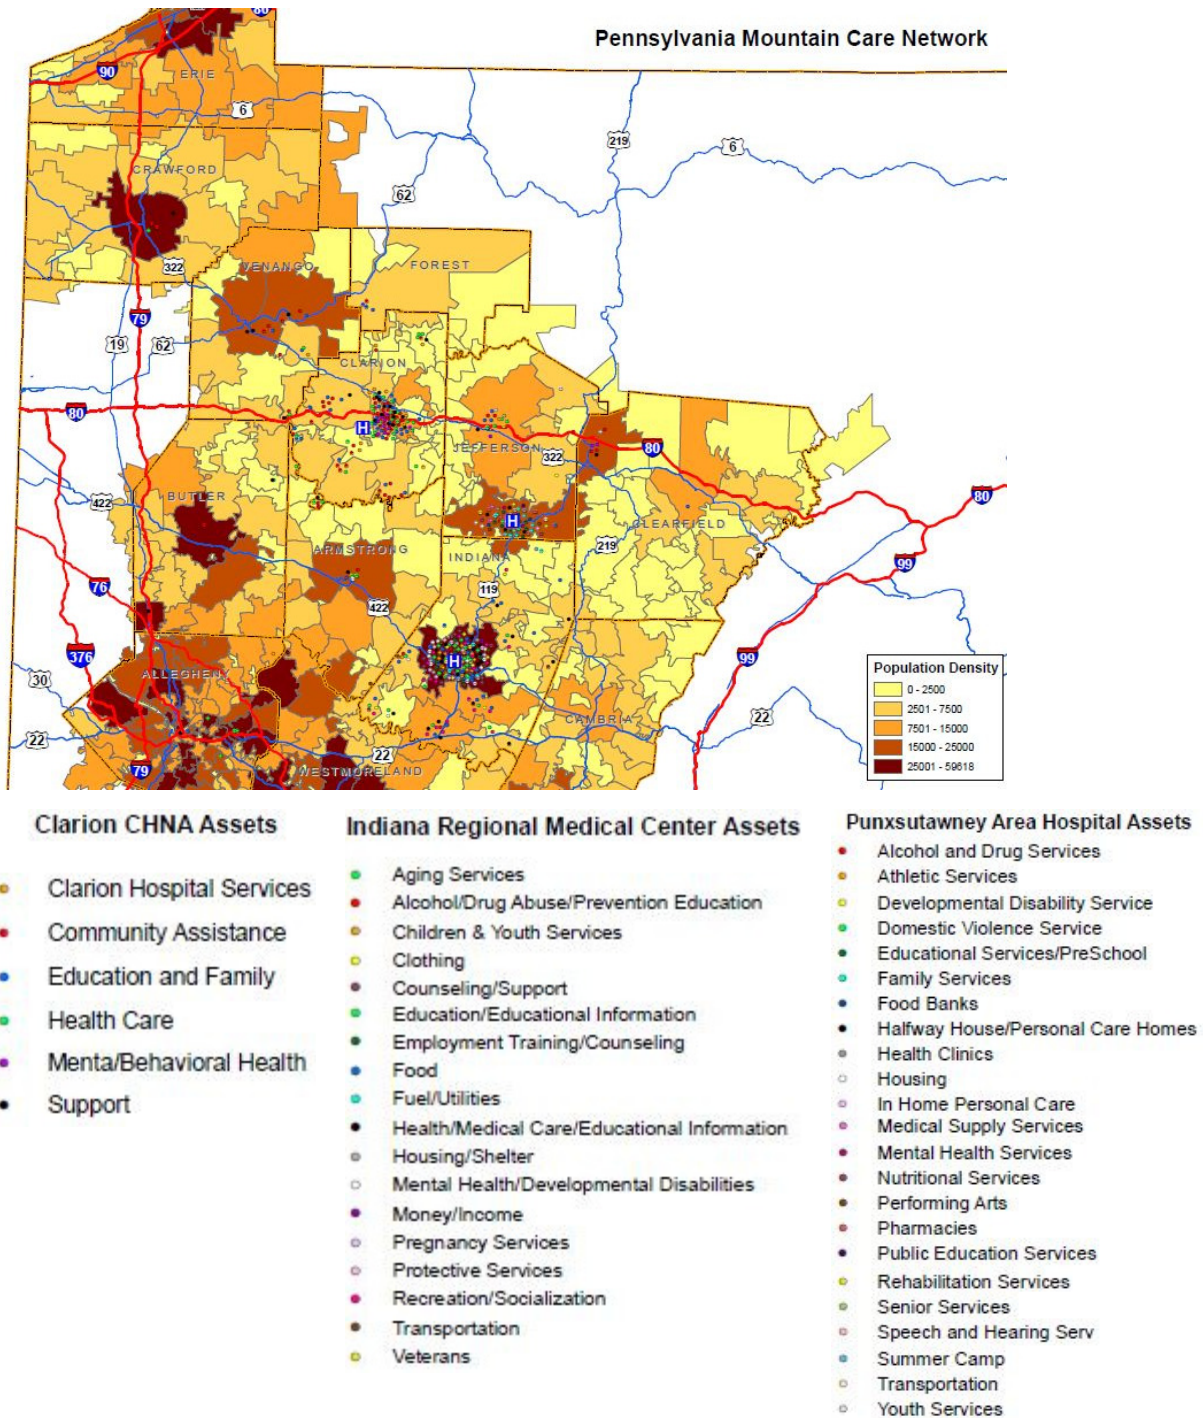 Pennsylvania Mountain Care Network
86
90
ERIE
6
219
6
CRAWFORD
62
322
VENANGO
FOREST
79
19
62
CLARION
80
H
JEFFERSON
322
80
BUTLER
422
80
H
CLEARFIELD
ARMSTRONG
INDIANA
219
99
76
119
422
376
H
99
30
ALLEGHENY
CAMBRIA
22
22
22
79
WESTMORELAND
Population Density
0 - 2500
2501 - 7500
7501 - 15000
15000 - 25000
25001 - 59618
Clarion CHNA Assets
Clarion Hospital Services
Community Assistance
Education and Family
Health Care
Menta/Behavioral Health
Support
Indiana Regional Medical Center Assets
Aging Services
Alcohol/Drug Abuse/Prevention Education
Children & Youth Services
Clothing
Counseling/Support
Education/Educational Information
Employment Training/Counseling
Food
Fuel/Utilities
Health/Medical Care/Educational Information
Housing/Shelter
Mental Health/Developmental Disabilities
Money/Income
Pregnancy Services
Protective Services
Recreation/Socialization
Transportation
Veterans
Punxsutawney Area Hospital Assets
Alcohol and Drug Services
Athletic Services
Developmental Disability Service
Domestic Violence Service
Educational Services/PreSchool
Family Services
Food Banks
Halfway House/Personal Care Homes
Health Clinics
Housing
In Home Personal Care
Medical Supply Services
Mental Health Services
Nutritional Services
Performing Arts
Pharmacies
Public Education Services
Rehabilitation Services
Senior Services
Speech and Hearing Serv
Summer Camp
Transportation
Youth Services